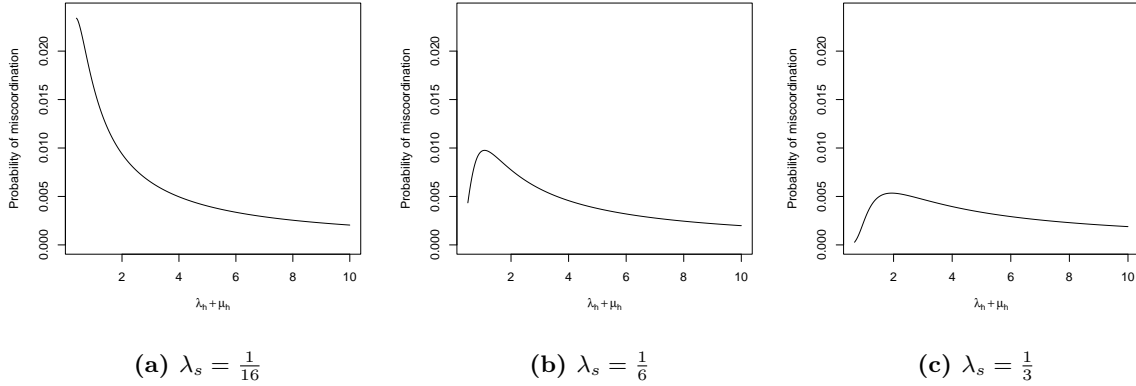 Probability of miscoordination
0.000 0.005 0.010 0.015 0.020
2 4 6 8 10
λh + μh
(a) λs = 1/16
Probability of miscoordination
0.000 0.005 0.010 0.015 0.020
2 4 6 8 10
λh + μh
(b) λs = 1/6
Probability of miscoordination
0.000 0.005 0.010 0.015 0.020
2 4 6 8 10
λh + μh
(c) λs = 1/3